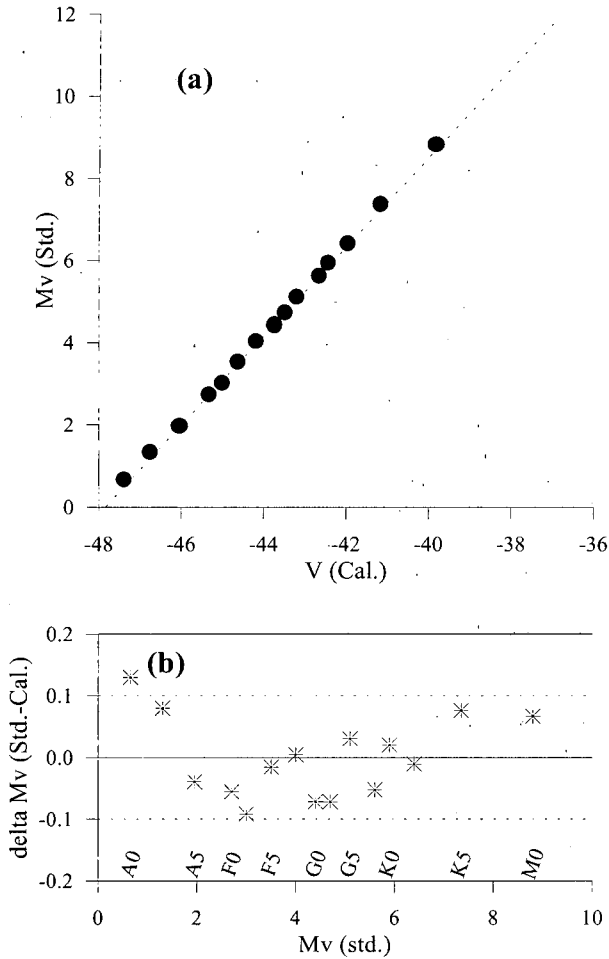 12
(a)
10
8
6
4
2
0
Mv (Std.)
-48 -46 -44 -42 -40 -38 -36
V (Cal.)
0.2
(b)
0.1
0.0
-0.1
-0.2
delta Mv (Std.-Cal.)
A0 A5 F0 F5 G0 G5 K0 K5 M0
0 2 4 6 8 10
Mv (std.)